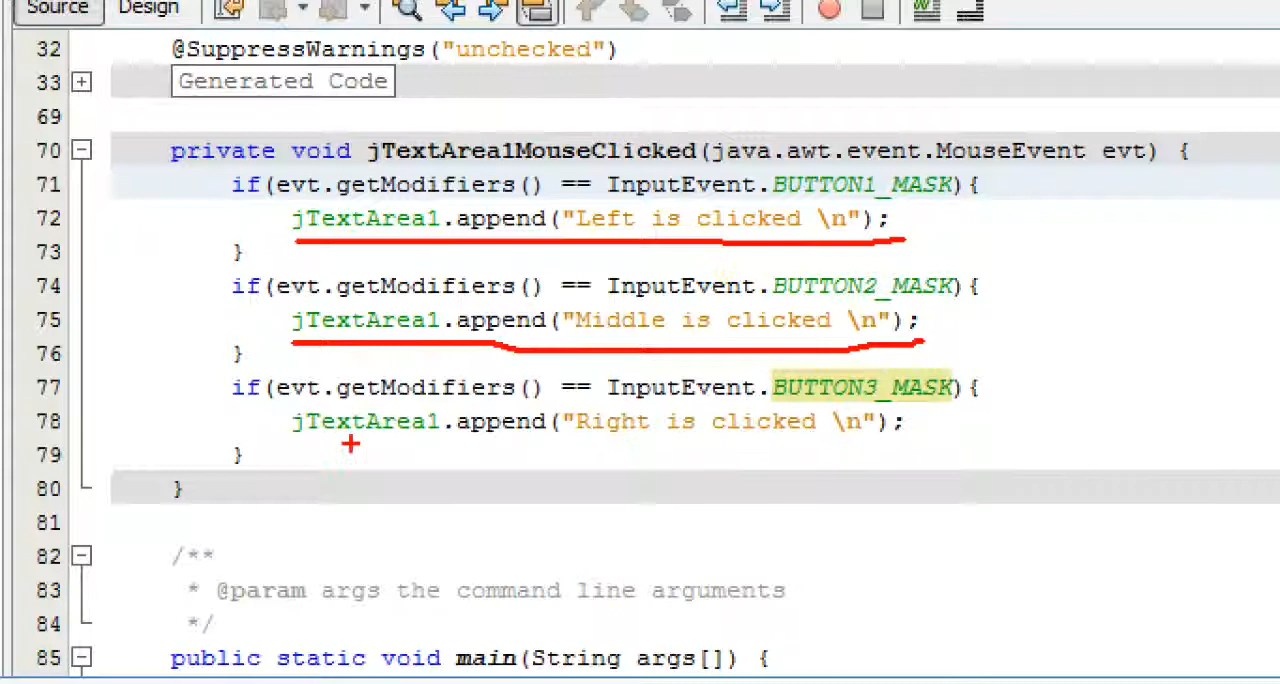 Source Design
32 @SuppressWarnings("unchecked")
33 Generated Code
69
70 private void jTextArea1MouseClicked(java.awt.event.MouseEvent evt) {
71 if(evt.getModifiers() == InputEvent.BUTTON1_MASK){
72 jTextArea1.append("Left is clicked \n");
73 }
74 if(evt.getModifiers() == InputEvent.BUTTON2_MASK){
75 jTextArea1.append("Middle is clicked \n");
76 }
77 if(evt.getModifiers() == InputEvent.BUTTON3_MASK){
78 jTextArea1.append("Right is clicked \n");
79 }
80 }
81
82 /**
83 * @param args the command line arguments
84 */
85 public static void main(String args[]) {